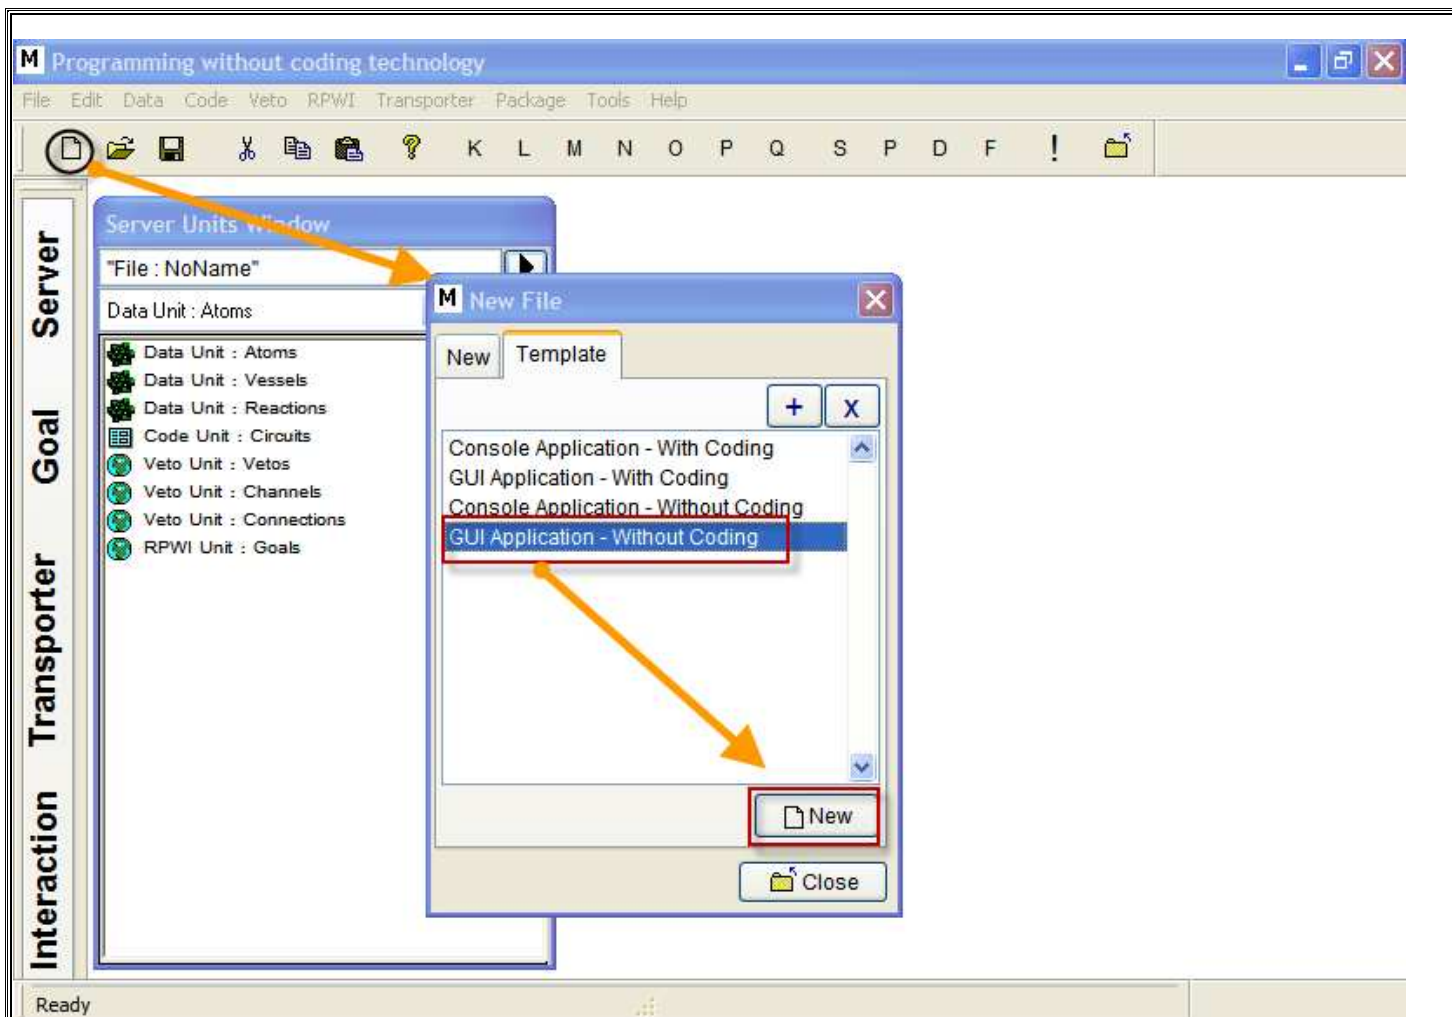 M Programming without coding technology
File Edit Data Code Veto RPWI Transporter Package Tools Help
K L M N O P Q S P D F !
Server
Goal
Transporter
Interaction
Server Units Window
"File : NoName"
Data Unit : Atoms
Data Unit : Atoms
Data Unit : Vessels
Data Unit : Reactions
Code Unit : Circuits
Veto Unit : Vetos
Veto Unit : Channels
Veto Unit : Connections
RPWI Unit : Goals
M New File
New Template
+ X
Console Application - With Coding
GUI Application - With Coding
Console Application - Without Coding
GUI Application - Without Coding
New
Close
Ready